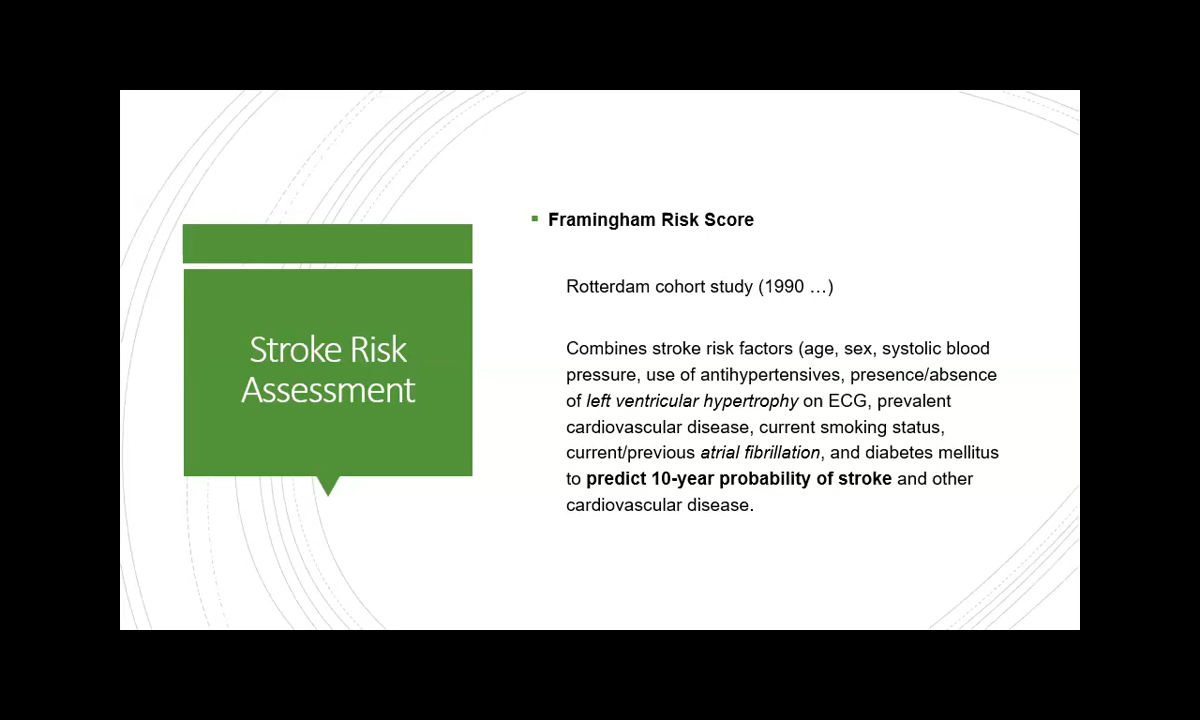 Stroke Risk
Assessment
Framingham Risk Score
Rotterdam cohort study (1990 …)
Combines stroke risk factors (age, sex, systolic blood
pressure, use of antihypertensives, presence/absence
of left ventricular hypertrophy on ECG, prevalent
cardiovascular disease, current smoking status,
current/previous atrial fibrillation, and diabetes mellitus
to predict 10-year probability of stroke and other
cardiovascular disease.